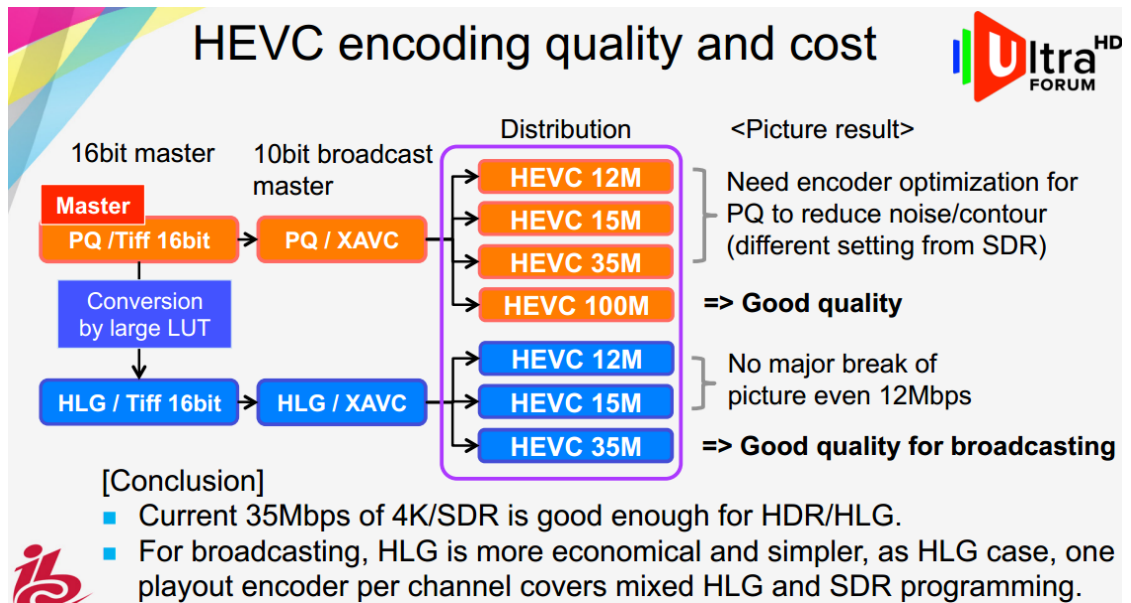 HEVC encoding quality and cost
Ultra HD
FORUM
16bit master
10bit broadcast
master
Distribution
<Picture result>
Master
PQ /Tiff 16bit
PQ / XAVC
HEVC 12M
HEVC 15M
HEVC 35M
HEVC 100M
Need encoder optimization for
PQ to reduce noise/contour
(different setting from SDR)
=> Good quality
Conversion
by large LUT
HLG / Tiff 16bit
HLG / XAVC
HEVC 12M
HEVC 15M
HEVC 35M
No major break of
picture even 12Mbps
=> Good quality for broadcasting
[Conclusion]
Current 35Mbps of 4K/SDR is good enough for HDR/HLG.
For broadcasting, HLG is more economical and simpler, as HLG case, one
playout encoder per channel covers mixed HLG and SDR programming.